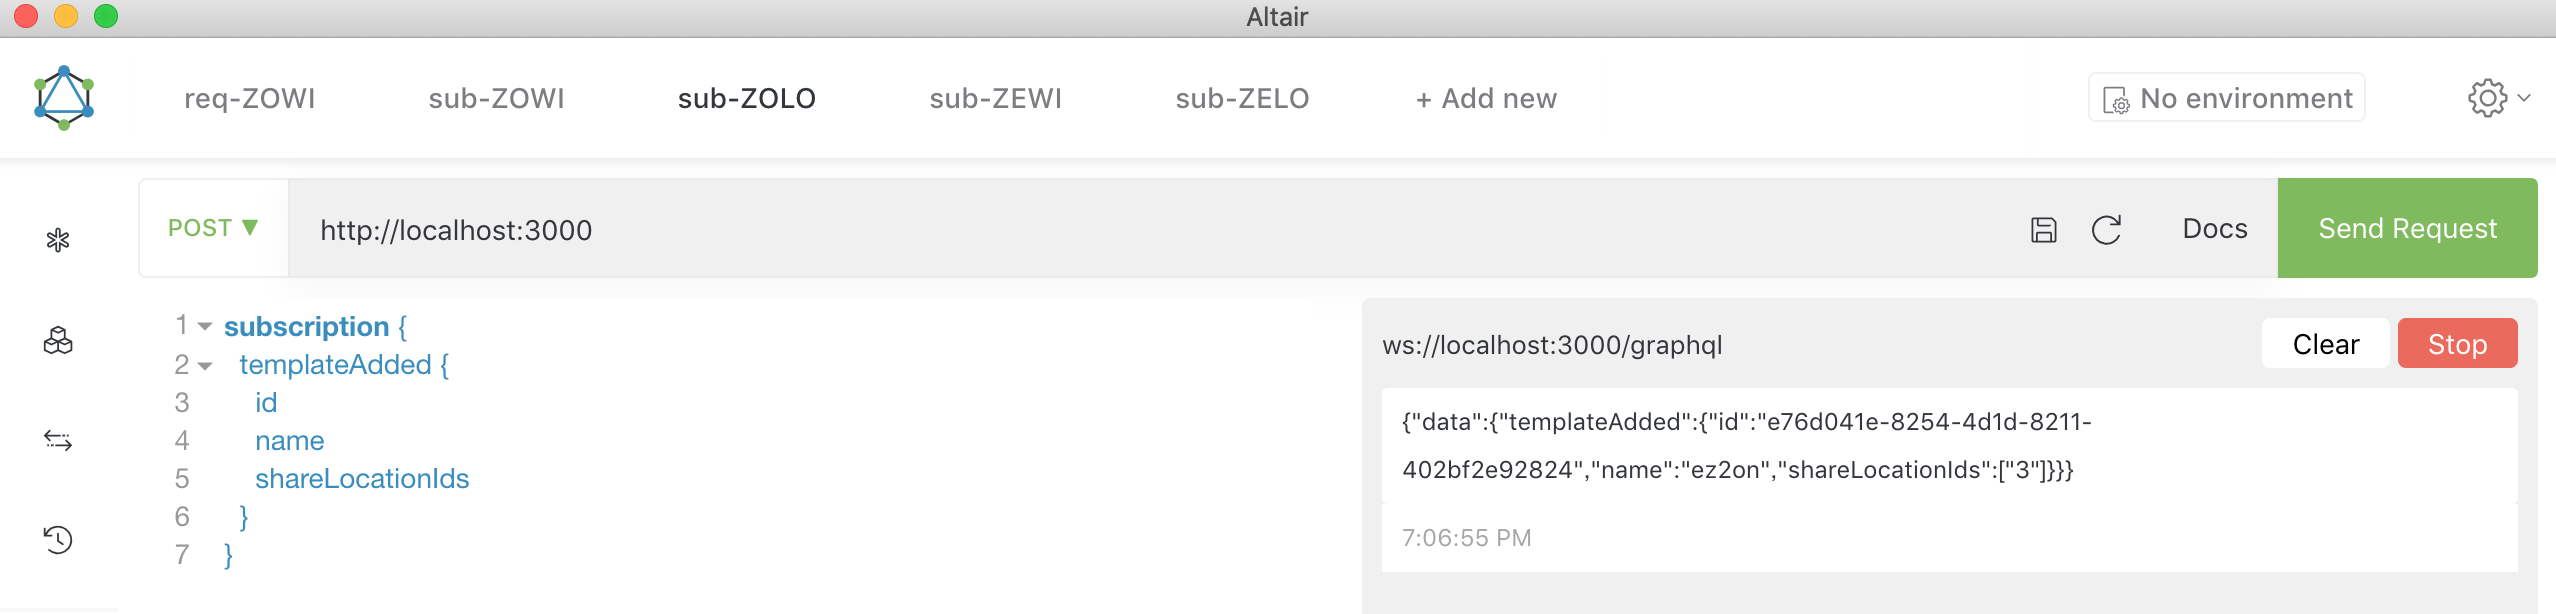 Altair
req-ZOWI sub-ZOWI sub-ZOLO sub-ZEWI sub-ZELO + Add new No environment
POST ▼ http://localhost:3000 Docs Send Request
1 subscription {
2 templateAdded {
3 id
4 name
5 shareLocationIds
6 }
7 }
ws://localhost:3000/graphql Clear Stop
{"data":{"templateAdded":{"id":"e76d041e-8254-4d1d-8211-
402bf2e92824","name":"ez2on","shareLocationIds":["3"]}}}
7:06:55 PM